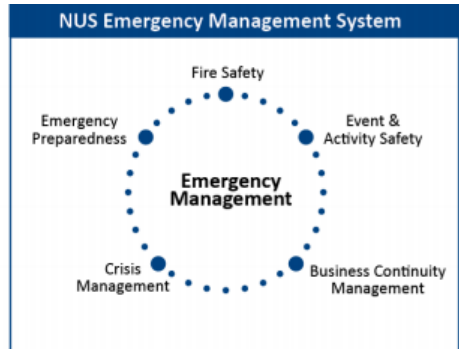 NUS Emergency Management System
Fire Safety
Emergency
Preparedness
Event &
Activity Safety
Emergency
Management
Crisis
Management
Business Continuity
Management